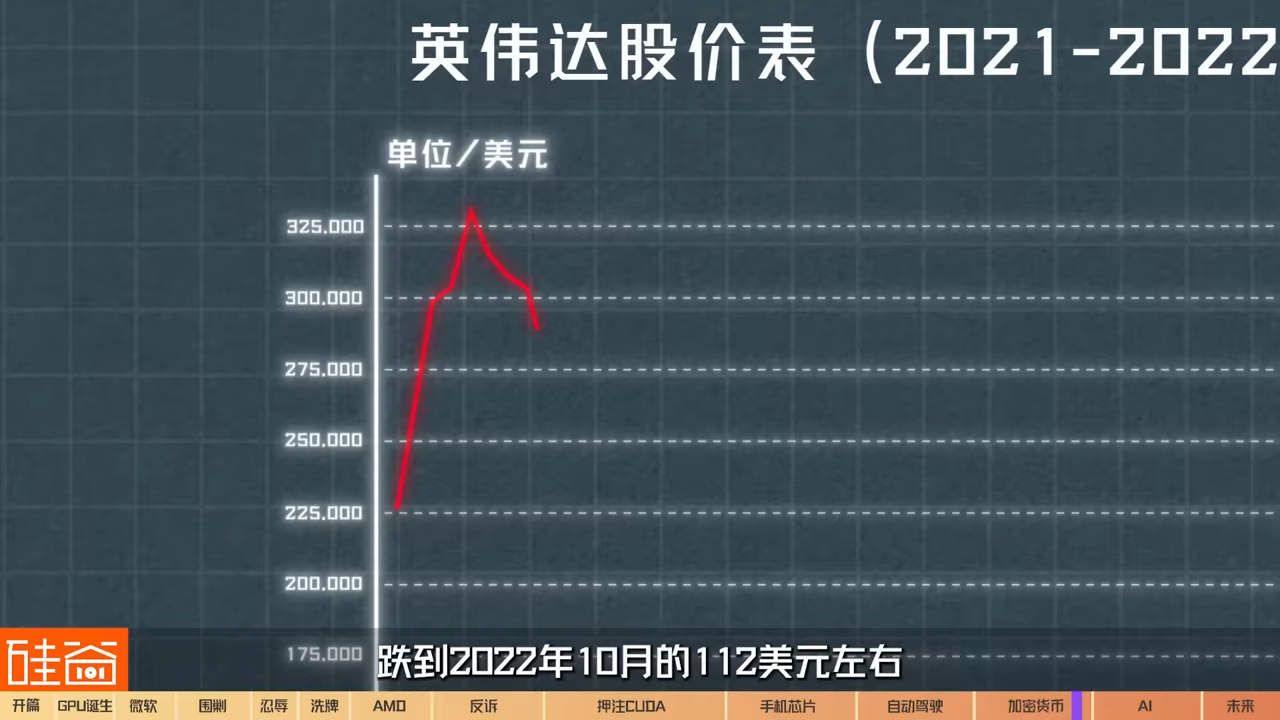 英伟达股价表（2021-2022
单位/美元
325.000
300.000
275.000
250.000
225.000
200.000
175.000
跌到2022年10月的112美元左右
硅谷
101
开篇 GPU诞生 微软 围剿 忍辱 洗牌 AMD 反诉 押注CUDA 手机芯片 自动驾驶 加密货币 AI 未来